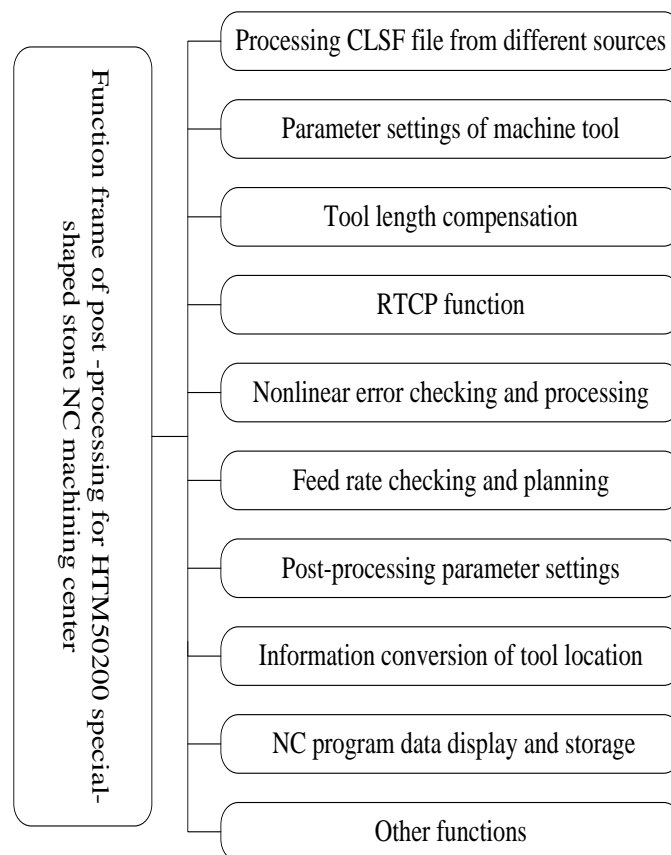 Function frame of post -processing for HTM50200 special-
shaped stone NC machining center
Processing CLSF file from different sources
Parameter settings of machine tool
Tool length compensation
RTCP function
Nonlinear error checking and processing
Feed rate checking and planning
Post-processing parameter settings
Information conversion of tool location
NC program data display and storage
Other functions